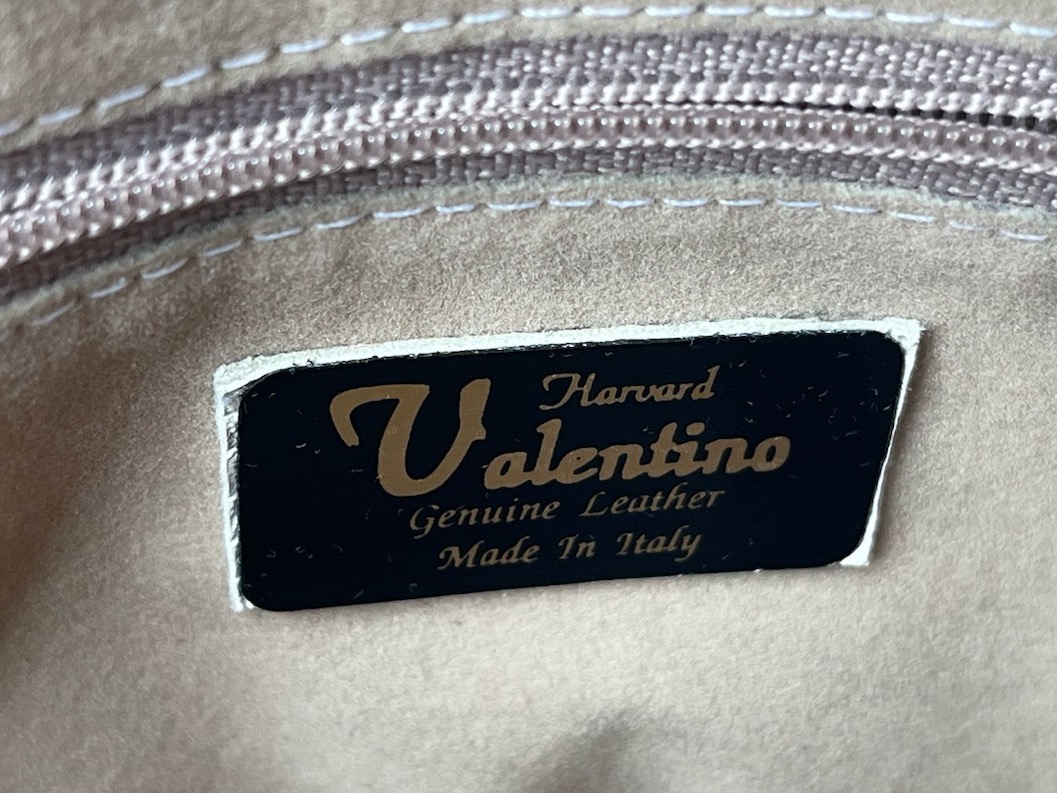 Harvard
Valentino
Genuine Leather
Made In Italy